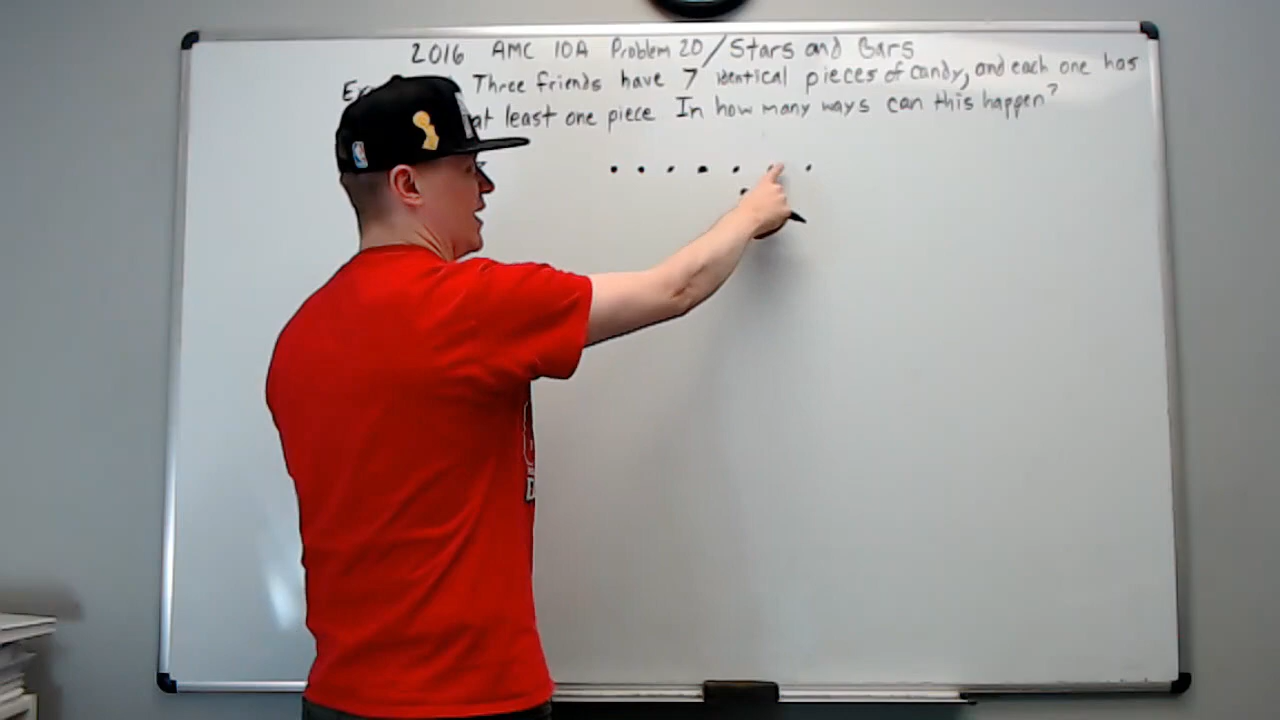 2016 AMC 10A Problem 20/Stars and Bars
Three friends have 7 identical pieces of candy, and each one has
at least one piece. In how many ways can this happen?